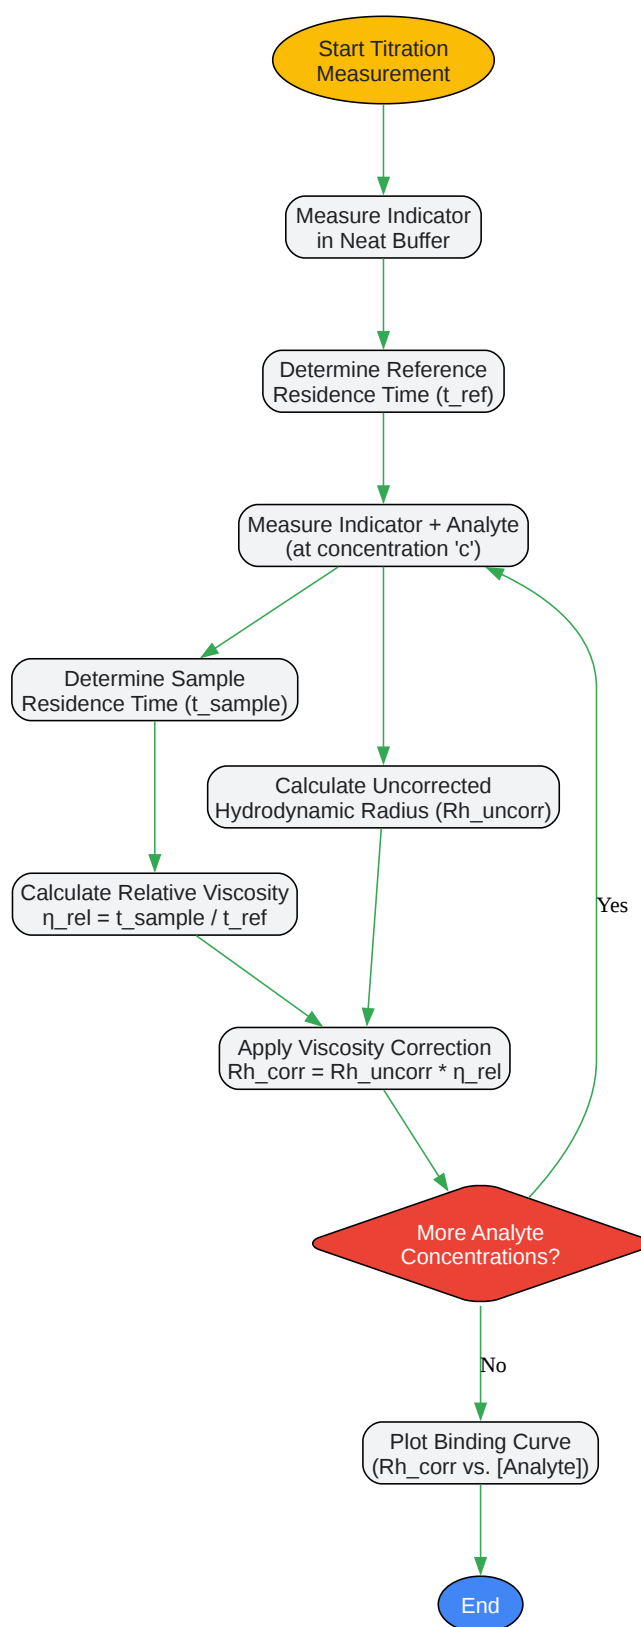 Start Titration
Measurement
Measure Indicator
in Neat Buffer
Determine Reference
Residence Time (t_ref)
Measure Indicator + Analyte
(at concentration 'c')
Determine Sample
Residence Time (t_sample)
Calculate Uncorrected
Hydrodynamic Radius (Rh_uncorr)
Calculate Relative Viscosity
η_rel = t_sample / t_ref
Yes
Apply Viscosity Correction
Rh_corr = Rh_uncorr * η_rel
More Analyte
Concentrations?
No
Plot Binding Curve
(Rh_corr vs. [Analyte])
End